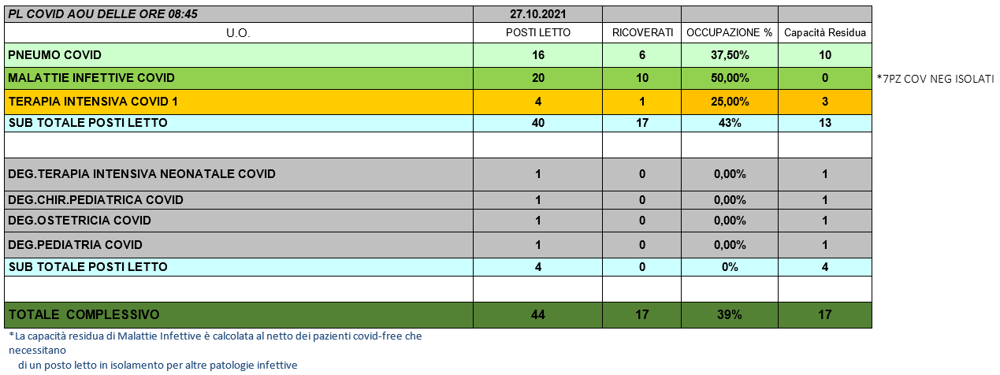 PL COVID AOU DELLE ORE 08:45 27.10.2021
U.O. POSTI LETTO RICOVERATI OCCUPAZIONE % Capacità Residua
PNEUMO COVID 16 6 37,50% 10
MALATTIE INFETTIVE COVID 20 10 50,00% 0 *7PZ COV NEG ISOLATI
TERAPIA INTENSIVA COVID 1 4 1 25,00% 3
SUB TOTALE POSTI LETTO 40 17 43% 13
DEG.TERAPIA INTENSIVA NEONATALE COVID 1 0 0,00% 1
DEG.CHIR.PEDIATRICA COVID 1 0 0,00% 1
DEG.OSTETRICIA COVID 1 0 0,00% 1
DEG.PEDIATRIA COVID 1 0 0,00% 1
SUB TOTALE POSTI LETTO 4 0 0% 4
TOTALE COMPLESSIVO 44 17 39% 17
*La capacità residua di Malattie Infettive è calcolata al netto dei pazienti covid-free che
necessitano
di un posto letto in isolamento per altre patologie infettive